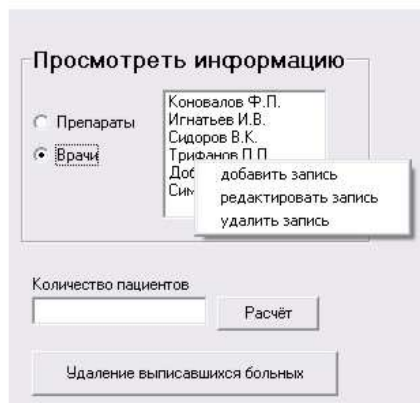 Просмотреть информацию
Препараты
Врачи
Коновалов Ф.П.
Игнатьев И.В.
Сидоров В.К.
Трифанов П.П.
добавить запись
редактировать запись
удалить запись
Количество пациентов
Расчёт
Удаление выписавшихся больных